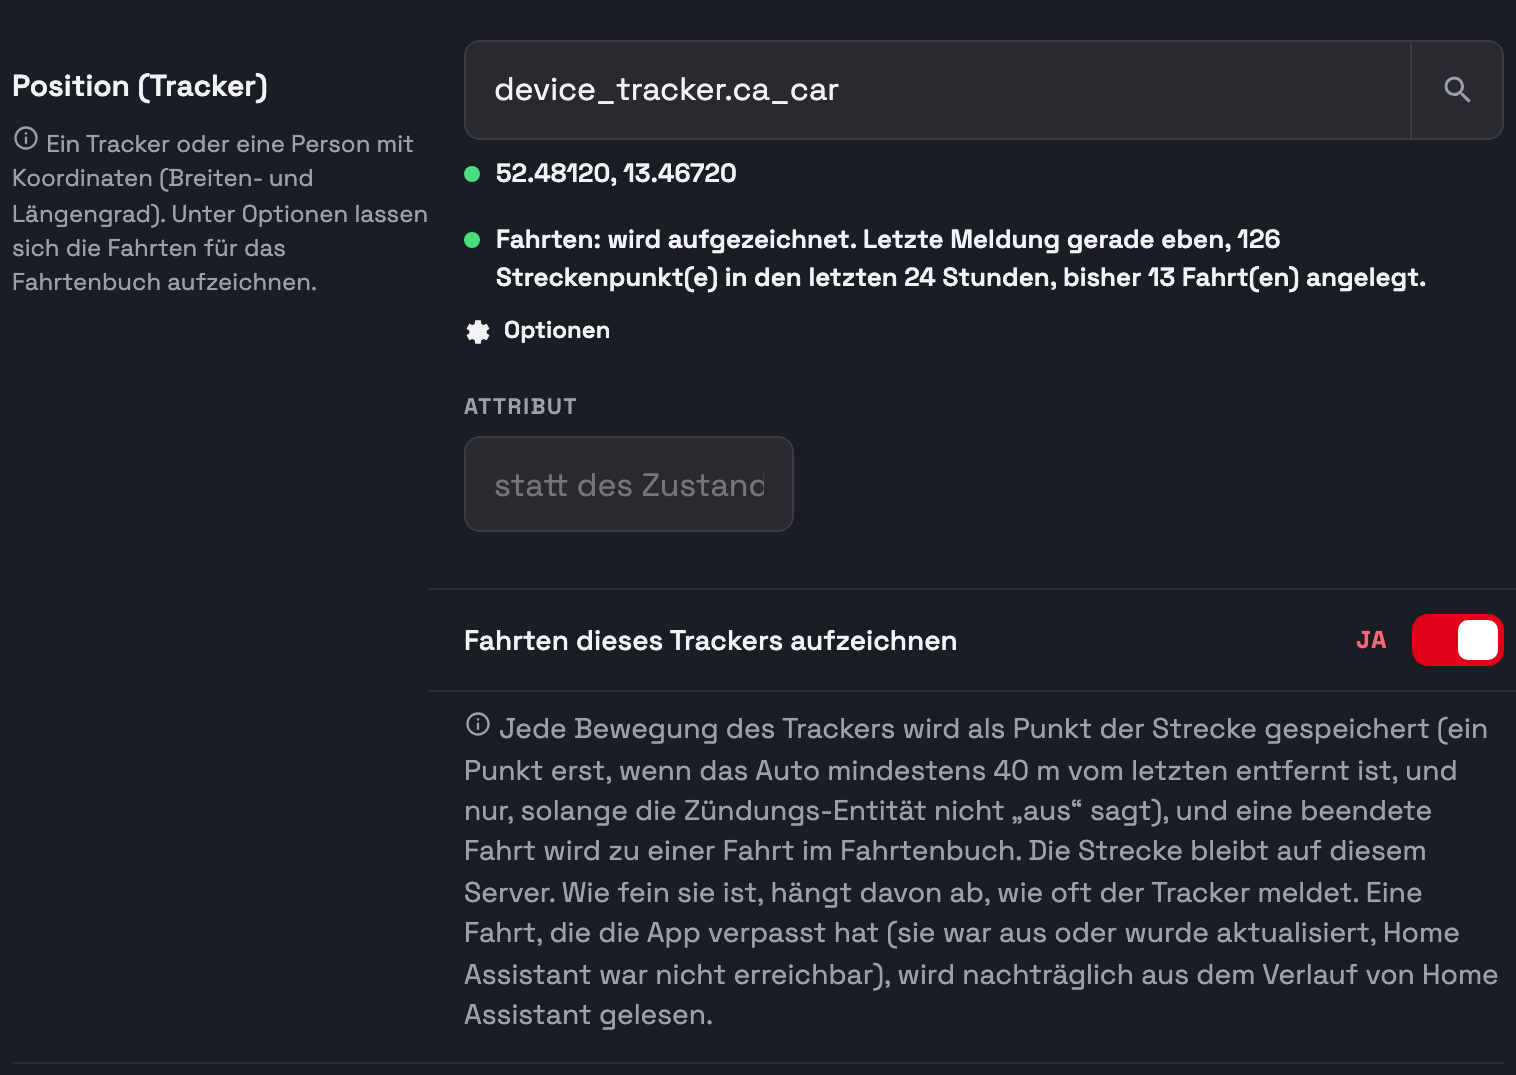 Position (Tracker)
Ein Tracker oder eine Person mit
Koordinaten (Breiten- und
Längengrad). Unter Optionen lassen
sich die Fahrten für das
Fahrtenbuch aufzeichnen.
device_tracker.ca_car
52.48120, 13.46720
Fahrten: wird aufgezeichnet. Letzte Meldung gerade eben, 126
Streckenpunkt(e) in den letzten 24 Stunden, bisher 13 Fahrt(en) angelegt.
Optionen
ATTRIBUT
statt des Zustand
Fahrten dieses Trackers aufzeichnen
JA
Jede Bewegung des Trackers wird als Punkt der Strecke gespeichert (ein
Punkt erst, wenn das Auto mindestens 40 m vom letzten entfernt ist, und
nur, solange die Zündungs-Entität nicht „aus“ sagt), und eine beendete
Fahrt wird zu einer Fahrt im Fahrtenbuch. Die Strecke bleibt auf diesem
Server. Wie fein sie ist, hängt davon ab, wie oft der Tracker meldet. Eine
Fahrt, die die App verpasst hat (sie war aus oder wurde aktualisiert, Home
Assistant war nicht erreichbar), wird nachträglich aus dem Verlauf von Home
Assistant gelesen.